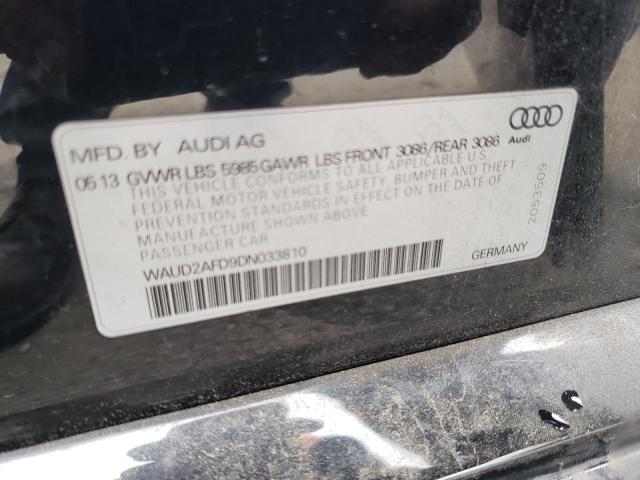 MFD. BY AUDI AG
05 13 GVWR LBS 5985 GAWR LBS FRONT 3086/REAR 3086
Audi
THIS VEHICLE CONFORMS TO ALL APPLICABLE U.S.
FEDERAL MOTOR VEHICLE SAFETY, BUMPER AND THEFT
PREVENTION STANDARDS IN EFFECT ON THE DATE OF
MANUFACTURE SHOWN ABOVE
PASSENGER CAR
WAUD2AFD9DN033810
GERMANY
2053509